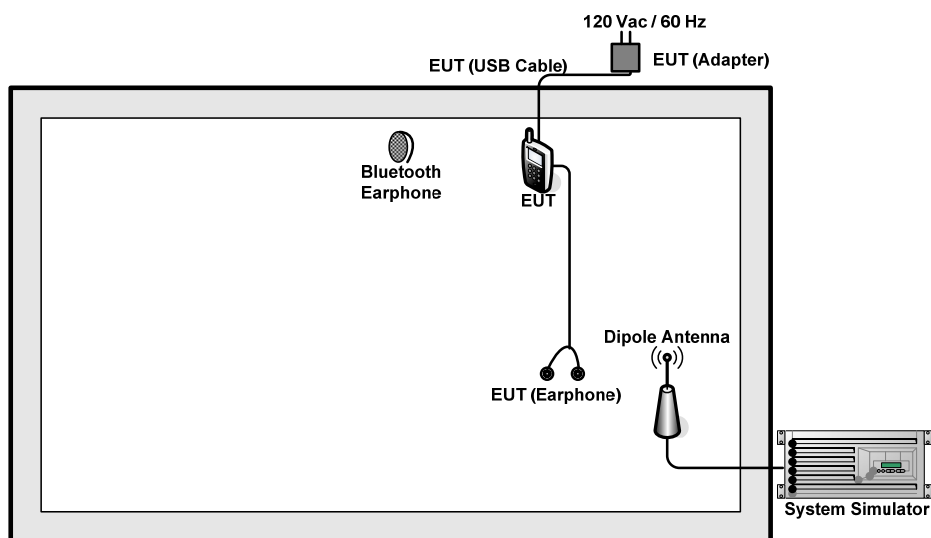 120 Vac / 60 Hz
EUT (USB Cable)
EUT (Adapter)
Bluetooth
Earphone
EUT
Dipole Antenna
EUT (Earphone)
System Simulator